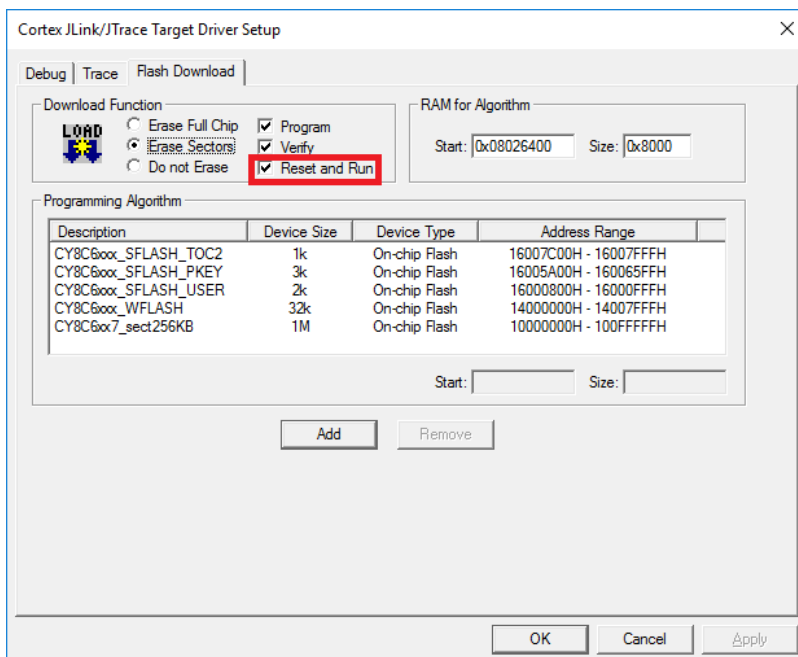 Cortex JLink/JTrace Target Driver Setup
Debug Trace Flash Download
Download Function
LOAD
Erase Full Chip
Erase Sectors
Do not Erase
Program
Verify
Reset and Run
RAM for Algorithm
Start: 0x08026400 Size: 0x8000
Programming Algorithm
Description Device Size Device Type Address Range
CY8C6xxx_SFLASH_TOC2 1k On-chip Flash 16007C00H - 16007FFFH
CY8C6xxx_SFLASH_PKEY 3k On-chip Flash 16005A00H - 160065FFH
CY8C6xxx_SFLASH_USER 2k On-chip Flash 16000800H - 16000FFFH
CY8C6xxx_WFLASH 32k On-chip Flash 14000000H - 14007FFFH
CY8C6xx7_sect256KB 1M On-chip Flash 10000000H - 100FFFFFH
Start: Size:
Add Remove
OK Cancel Apply